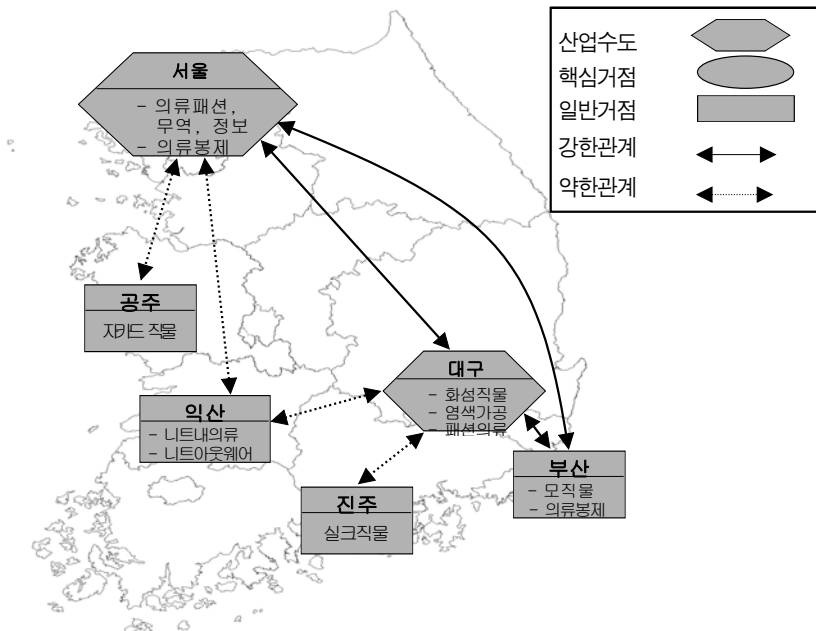 서울
- 의류패션,
무역, 정보
- 의류봉제
산업수도
핵심거점
일반거점
강한관계
약한관계
공주
자카드 직물
익산
- 니트내의류
- 니트아웃웨어
대구
- 화섬직물
- 염색가공
- 패션의류
진주
실크직물
부산
- 모직물
- 의류봉제